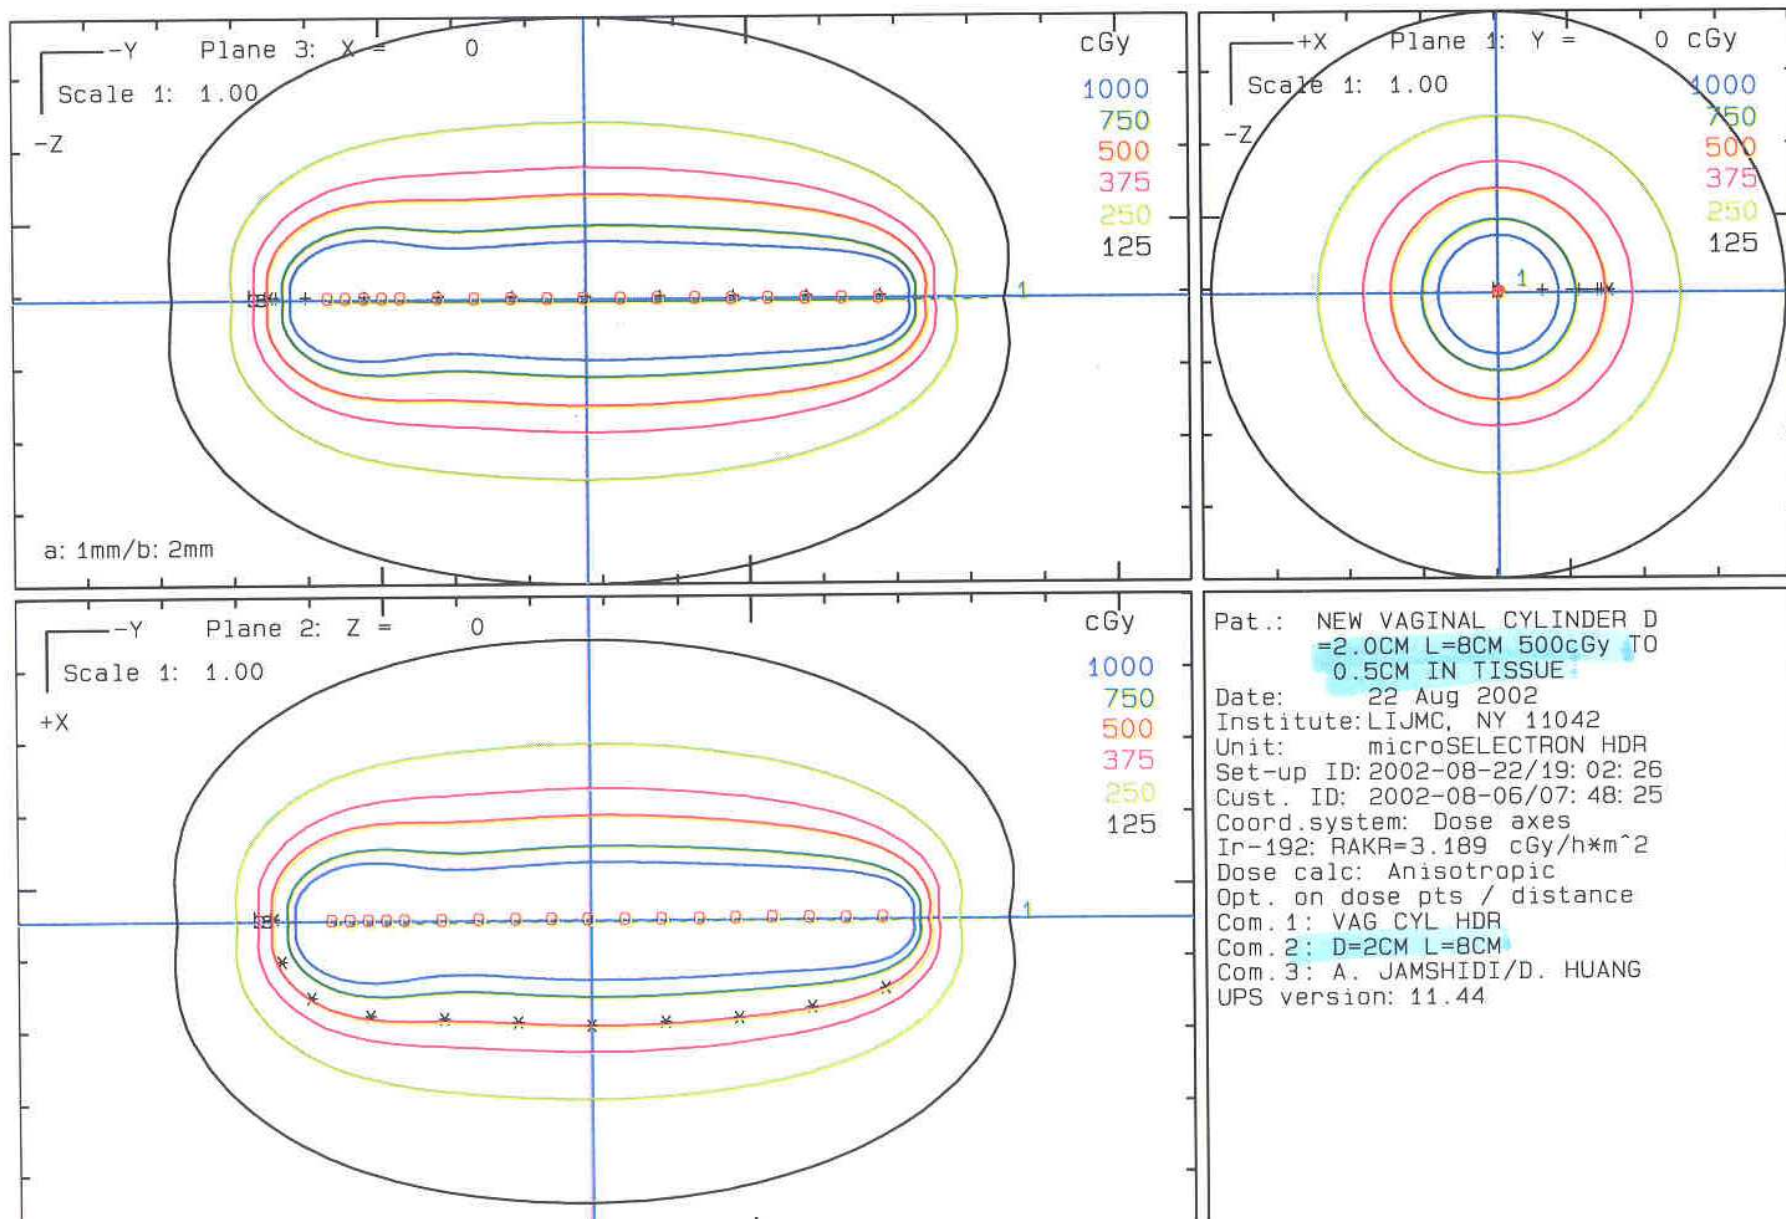 -Y Plane 3: X = 0 cGy
Scale 1: 1.00
-Z
1000
750
500
375
250
125
1
a: 1mm/b: 2mm
+X Plane 1: Y = 0 cGy
Scale 1: 1.00
-Z
1000
750
500
375
250
125
1
-Y Plane 2: Z = 0 cGy
Scale 1: 1.00
+X
1000
750
500
375
250
125
1
Pat.: NEW VAGINAL CYLINDER D
=2.0CM L=8CM 500cGy TO
0.5CM IN TISSUE
Date: 22 Aug 2002
Institute: LIJMC, NY 11042
Unit: microSELECTRON HDR
Set-up ID: 2002-08-22/19:02:26
Cust. ID: 2002-08-06/07:48:25
Coord.system: Dose axes
Ir-192: RAKR=3.189 cGy/h*m^2
Dose calc: Anisotropic
Opt. on dose pts / distance
Com.1: VAG CYL HDR
Com.2: D=2CM L=8CM
Com.3: A. JAMSHIDI/D. HUANG
UPS version: 11.44